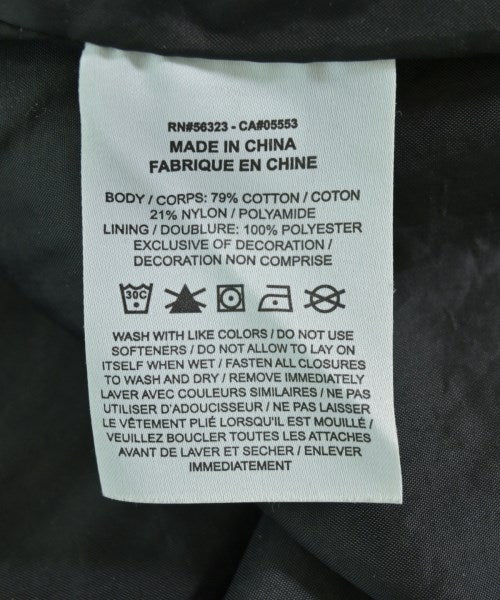 RN#56323 - CA#05553
MADE IN CHINA
FABRIQUE EN CHINE
BODY / CORPS: 79% COTTON / COTON
21% NYLON / POLYAMIDE
LINING / DOUBLURE: 100% POLYESTER
EXCLUSIVE OF DECORATION /
DECORATION NON COMPRISE
30C
WASH WITH LIKE COLORS / DO NOT USE
SOFTENERS / DO NOT ALLOW TO LAY ON
ITSELF WHEN WET / FASTEN ALL CLOSURES
TO WASH AND DRY / REMOVE IMMEDIATELY
LAVER AVEC COULEURS SIMILAIRES / NE PAS
UTILISER D'ADOUCISSEUR / NE PAS LAISSER
LE VÊTEMENT PLIÉ LORSQU'IL EST MOUILLÉ /
VEUILLEZ BOUCLER TOUTES LES ATTACHES
AVANT DE LAVER ET SECHER / ENLEVER
IMMEDIATEMENT